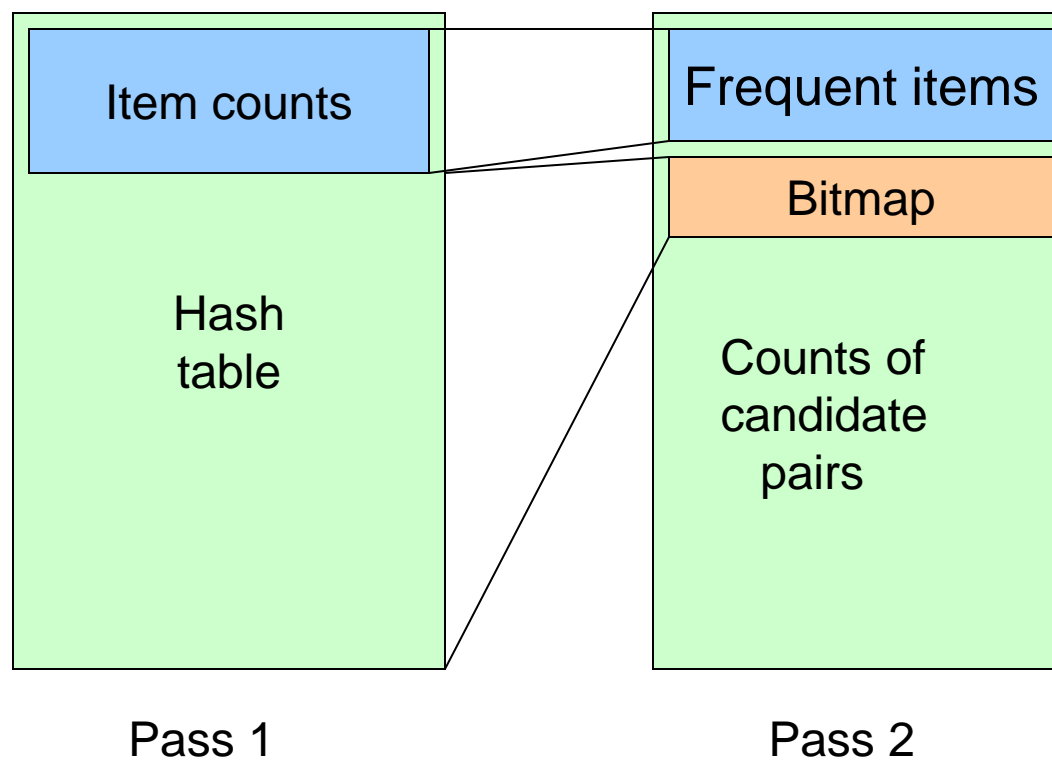 Item counts
Hash
table
Pass 1
Frequent items
Bitmap
Counts of
candidate
pairs
Pass 2